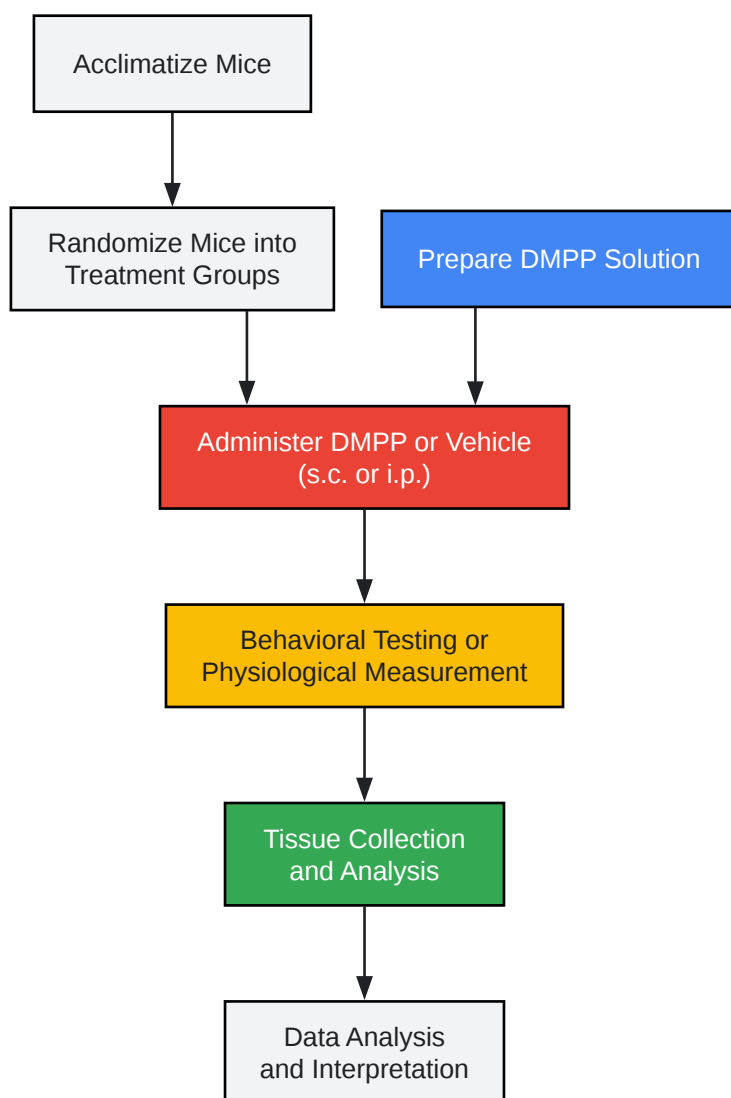 Acclimatize Mice
Randomize Mice into
Treatment Groups
Prepare DMPP Solution
Administer DMPP or Vehicle
(s.c. or i.p.)
Behavioral Testing or
Physiological Measurement
Tissue Collection
and Analysis
Data Analysis
and Interpretation